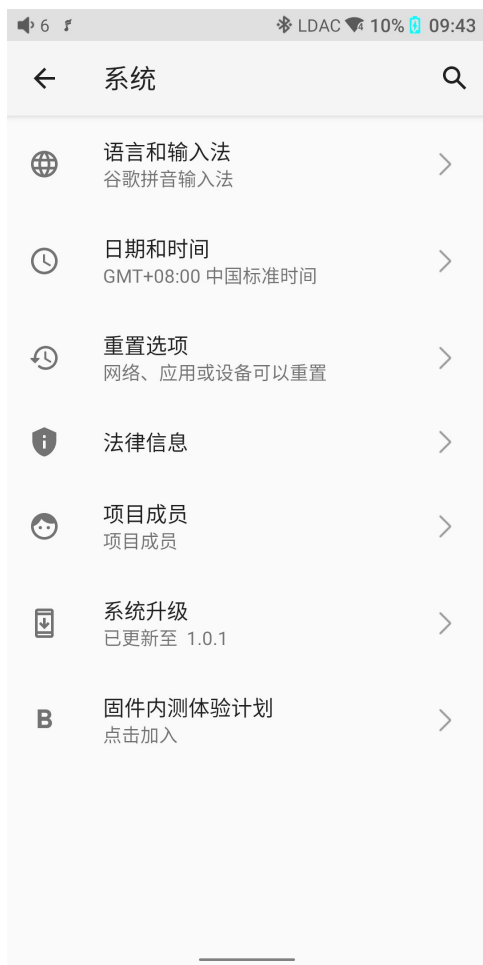 6 LDAC 10% 09:43
系统
语言和输入法
谷歌拼音输入法
日期和时间
GMT+08:00 中国标准时间
重置选项
网络、应用或设备可以重置
法律信息
项目成员
项目成员
系统升级
已更新至 1.0.1
B
固件内测体验计划
点击加入